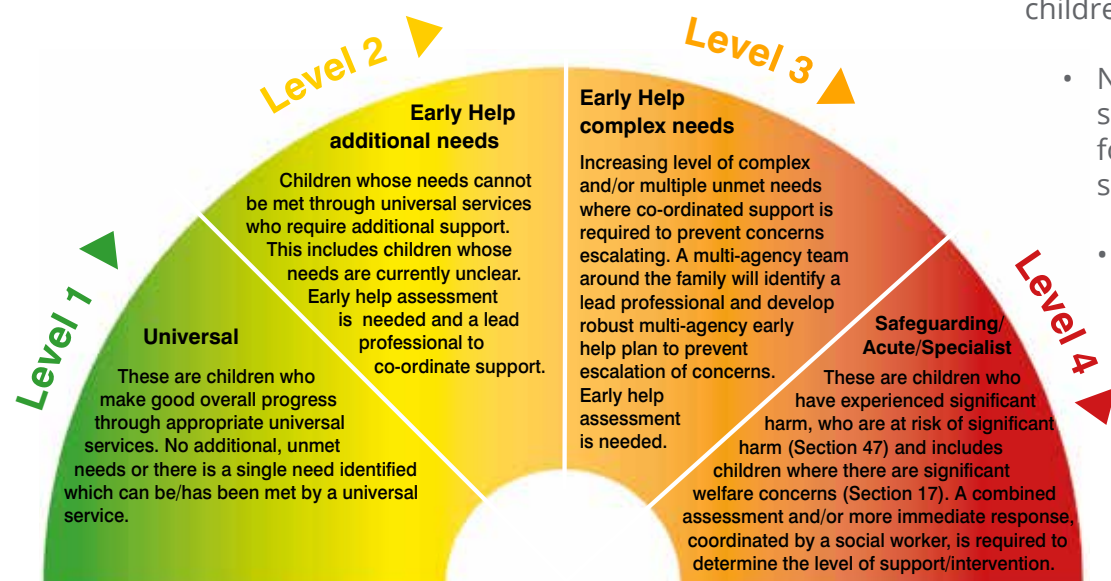 Level 1
Universal
These are children who
make good overall progress
through appropriate universal
services. No additional, unmet
needs or there is a single need identified
which can be/has been met by a universal
service.
Level 2
Early Help
additional needs
Children whose needs cannot
be met through universal services
who require additional support.
This includes children whose
needs are currently unclear.
Early help assessment
is needed and a lead
professional to
co-ordinate support.
Level 3
Early Help
complex needs
Increasing level of complex
and/or multiple unmet needs
where co-ordinated support is
required to prevent concerns
escalating. A multi-agency team
around the family will identify a
lead professional and develop
robust multi-agency early
help plan to prevent
escalation of concerns.
Early help
assessment
is needed.
Level 4
Safeguarding/
Acute/Specialist
These are children who
have experienced significant
harm, who are at risk of significant
harm (Section 47) and includes
children where there are significant
welfare concerns (Section 17). A combined
assessment and/or more immediate response,
coordinated by a social worker, is required to
determine the level of support/intervention.